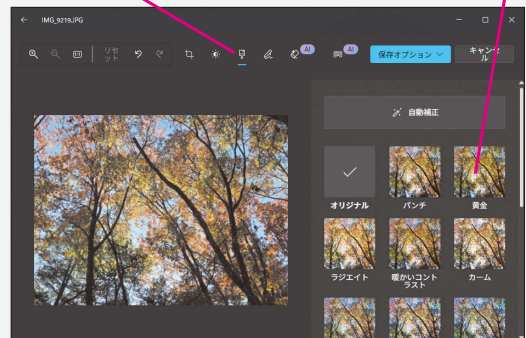 IMG_9219.JPG
リセ
ット
AI
AI
保存オプション
キャンセ
ル
自動補正
オリジナル
パンチ
黄金
ラジエイト
暖かいコント
ラスト
カーム